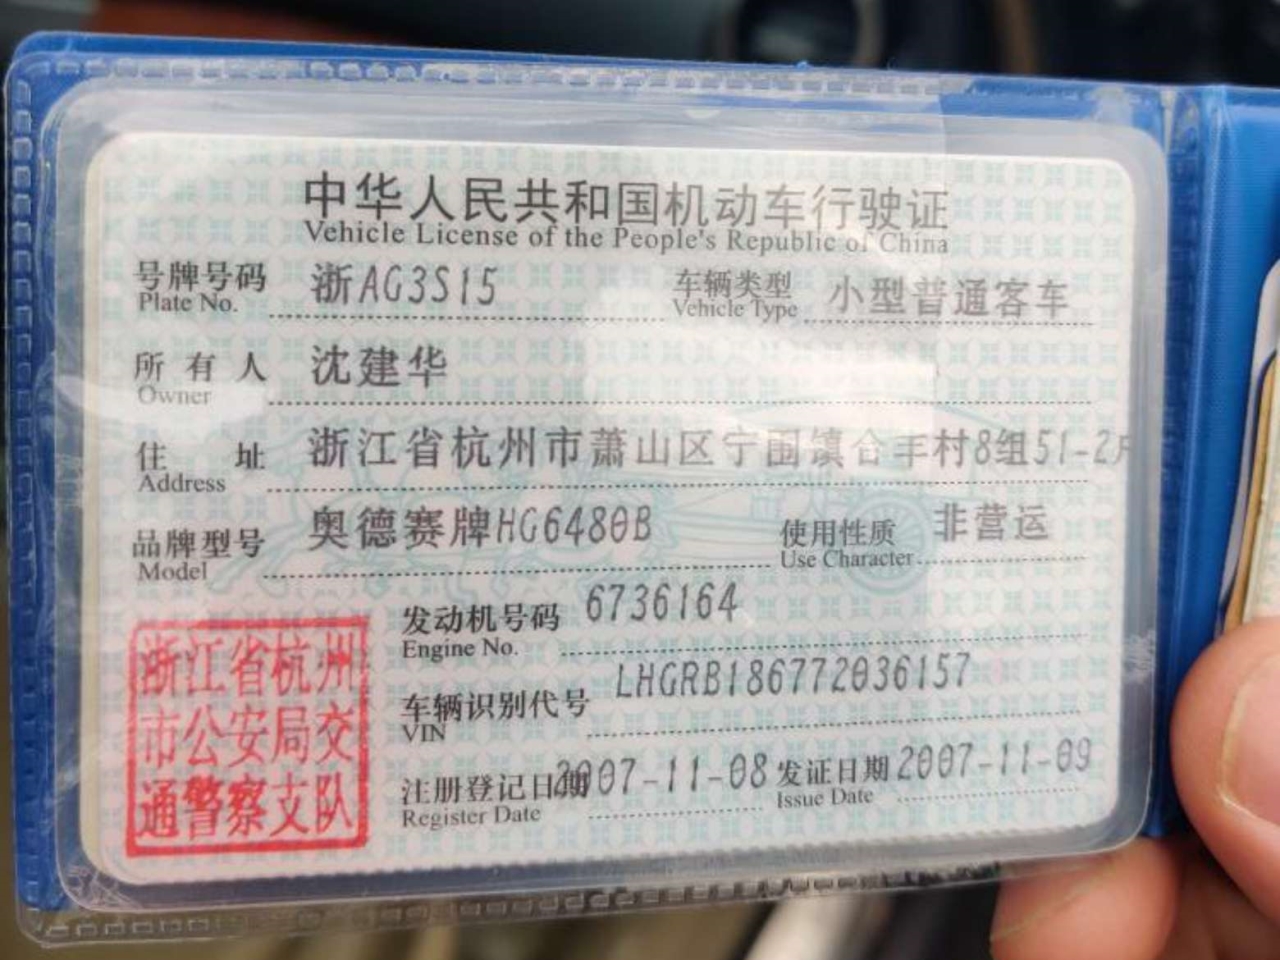 中华人民共和国机动车行驶证
Vehicle License of the People's Republic of China
号牌号码 浙AG3S15 车辆类型 小型普通客车
Plate No. Vehicle Type
所有人 沈建华
Owner
住址 浙江省杭州市萧山区宁围镇合丰村8组51-2户
Address
品牌型号 奥德赛牌HG6480B 使用性质 非营运
Model Use Character
发动机号码 6736164
Engine No.
车辆识别代号 LHGRB186772036157
VIN
注册登记日期 2007-11-08 发证日期 2007-11-09
Register Date Issue Date
浙江省杭州
市公安局交
通警察支队